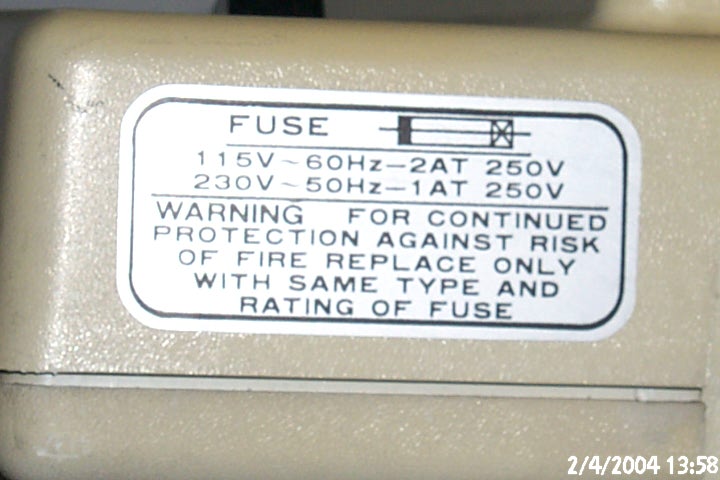 FUSE
115V~60Hz—2AT 250V
230V~50Hz—1AT 250V
WARNING FOR CONTINUED
PROTECTION AGAINST RISK
OF FIRE REPLACE ONLY
WITH SAME TYPE AND
RATING OF FUSE
2/4/2004 13:58